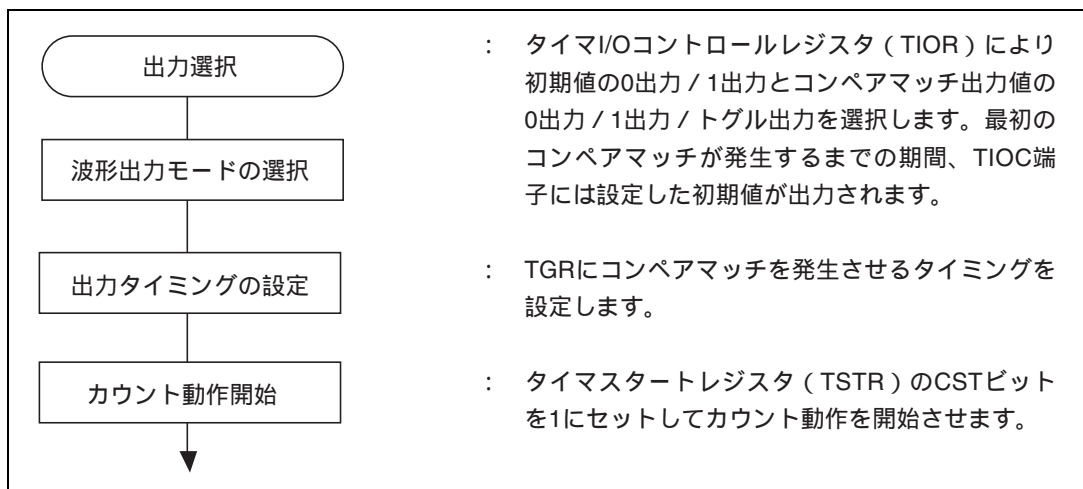 出力選択
波形出力モードの選択
出力タイミングの設定
カウント動作開始
: タイマI/Oコントロールレジスタ(TIOR)により
初期値の0出力/1出力とコンペアマッチ出力値の
0出力/1出力/トグル出力を選択します。最初の
コンペアマッチが発生するまでの期間、TIOC端
子には設定した初期値が出力されます。
: TGRにコンペアマッチを発生させるタイミングを
設定します。
: タイマスタートレジスタ(TSTR)のCSTビット
を1にセットしてカウント動作を開始させます。